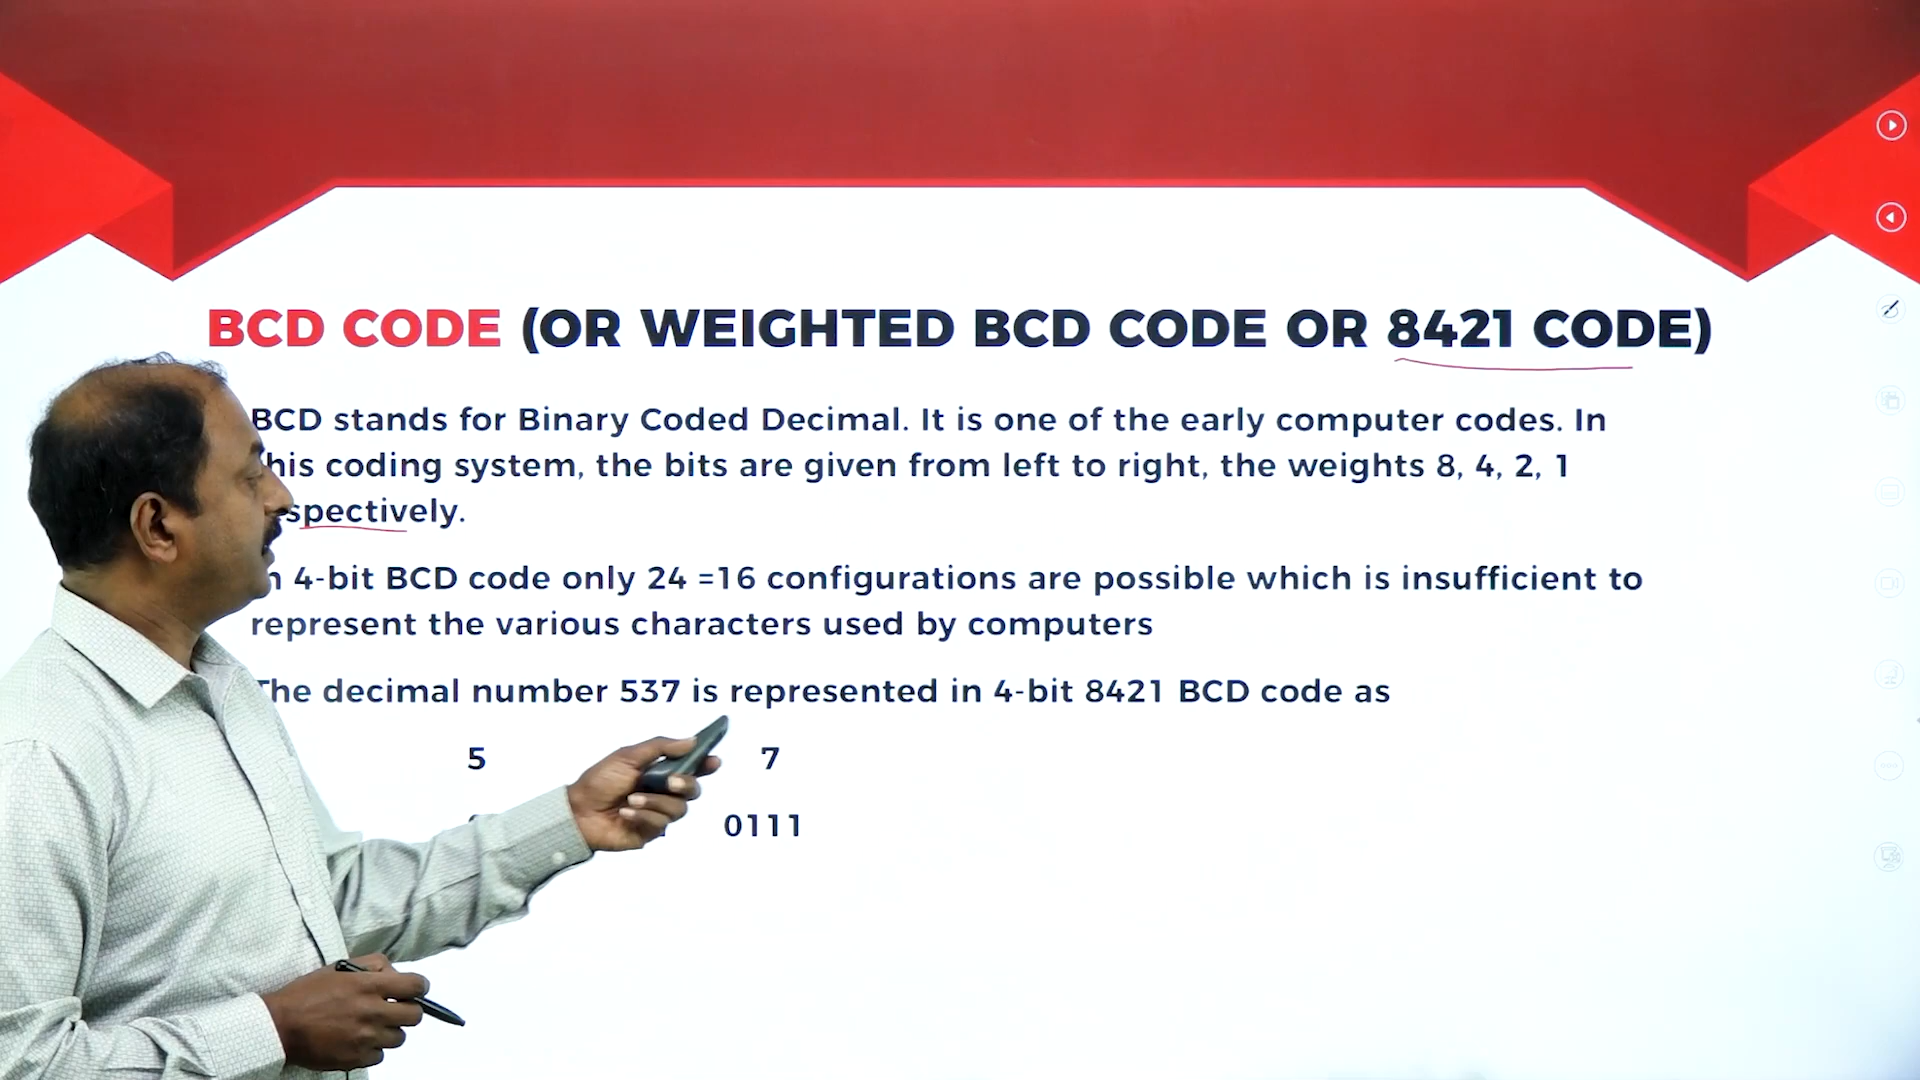 BCD CODE (OR WEIGHTED BCD CODE OR 8421 CODE)
BCD stands for Binary Coded Decimal. It is one of the early computer codes. In
his coding system, the bits are given from left to right, the weights 8, 4, 2, 1
spectively.
4-bit BCD code only 24 =16 configurations are possible which is insufficient to
represent the various characters used by computers
The decimal number 537 is represented in 4-bit 8421 BCD code as
5 7
0111